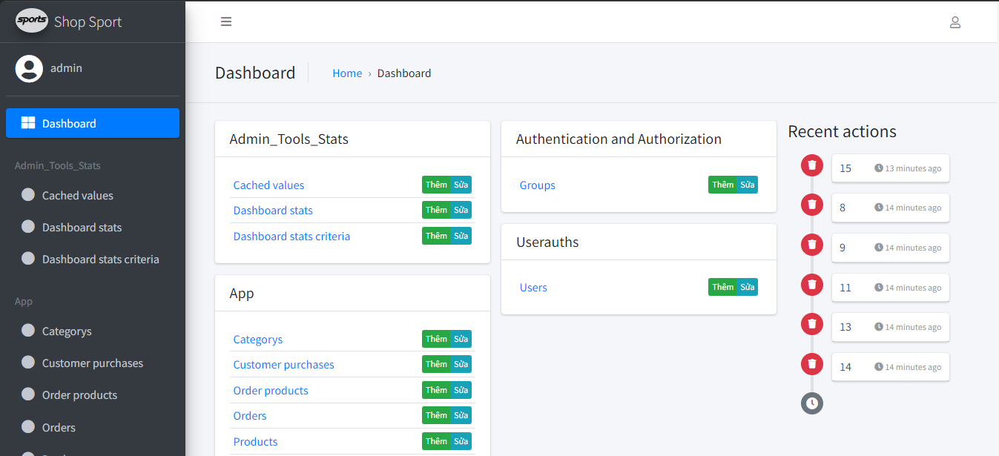 sports Shop Sport
admin
Dashboard
Admin_Tools_Stats
Cached values
Dashboard stats
Dashboard stats criteria
App
Categorys
Customer purchases
Order products
Orders
Dashboard
Home › Dashboard
Admin_Tools_Stats
Cached values Thêm Sửa
Dashboard stats Thêm Sửa
Dashboard stats criteria Thêm Sửa
App
Categorys Thêm Sửa
Customer purchases Thêm Sửa
Order products Thêm Sửa
Orders Thêm Sửa
Products Thêm Sửa
Authentication and Authorization
Groups Thêm Sửa
Userauths
Users Thêm Sửa
Recent actions
15 13 minutes ago
8 14 minutes ago
9 14 minutes ago
11 14 minutes ago
13 14 minutes ago
14 14 minutes ago